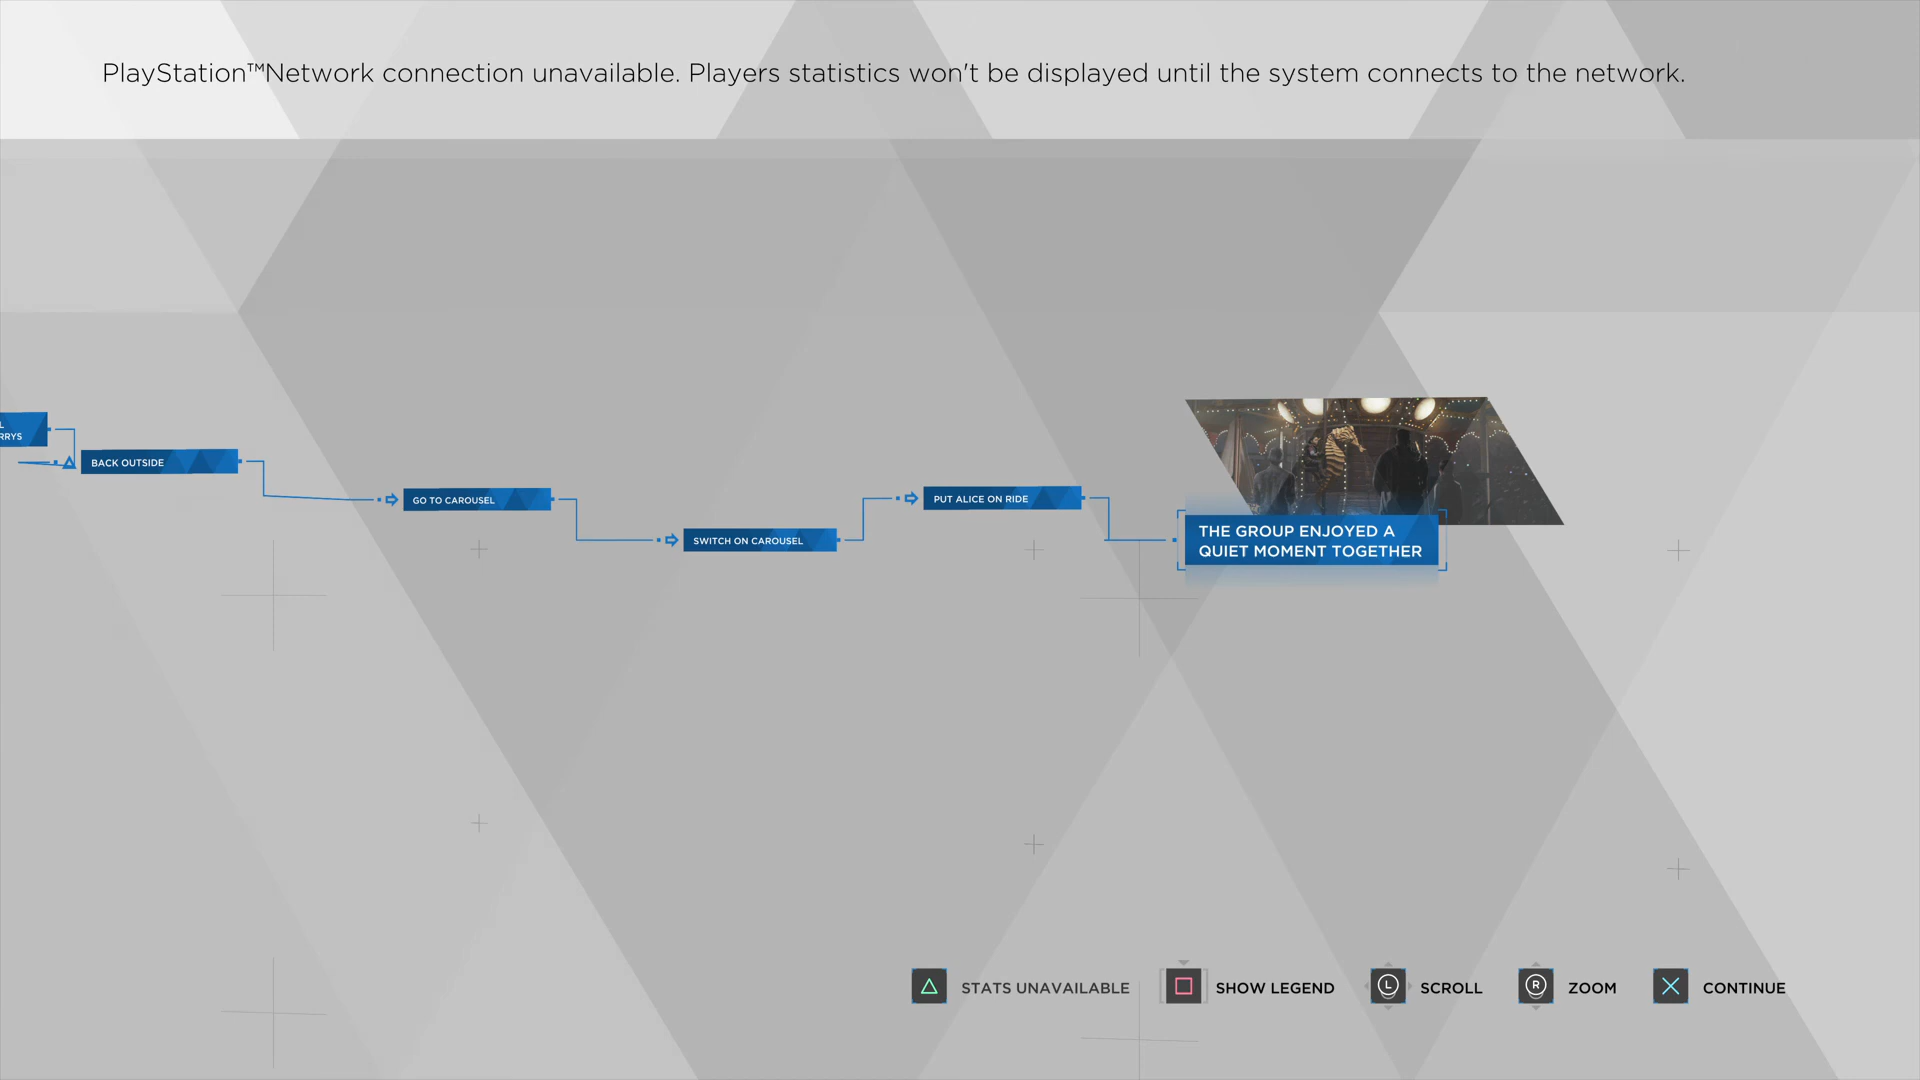 PlayStation™Network connection unavailable. Players statistics won't be displayed until the system connects to the network.
L
RRYS
BACK OUTSIDE
GO TO CAROUSEL
SWITCH ON CAROUSEL
PUT ALICE ON RIDE
THE GROUP ENJOYED A
QUIET MOMENT TOGETHER
STATS UNAVAILABLE
SHOW LEGEND
L
SCROLL
R
ZOOM
CONTINUE